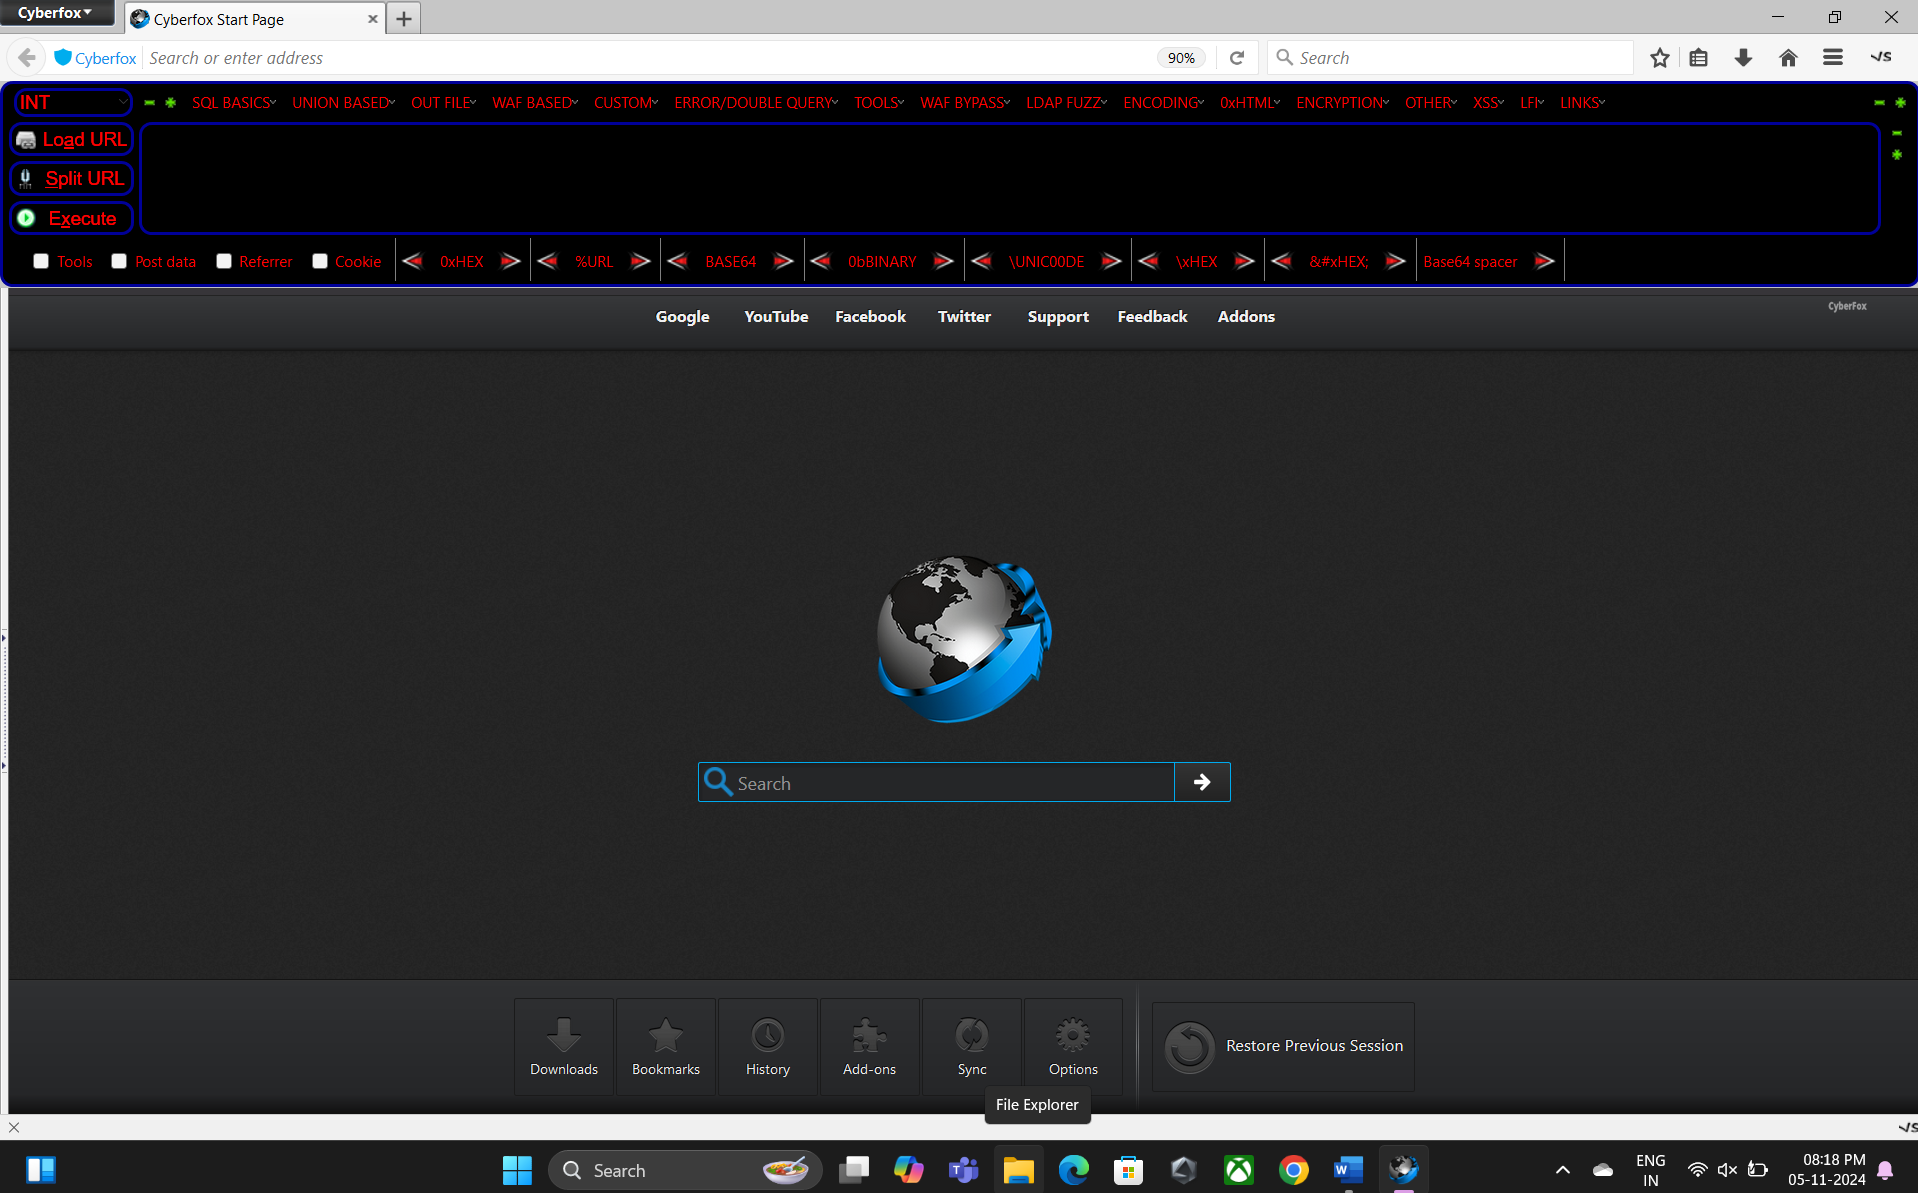 Cyberfox
Cyberfox Start Page
Cyberfox Search or enter address 90% Search
INT SQL BASICS UNION BASED OUT FILE WAF BASED CUSTOM ERROR/DOUBLE QUERY TOOLS WAF BYPASS LDAP FUZZ ENCODING 0xHTML ENCRYPTION OTHER XSS LFI LINKS
Load URL
Split URL
Execute
Tools Post data Referrer Cookie 0xHEX %URL BASE64 0bBINARY \UNIC00DE \xHEX &#xHEX; Base64 spacer
Google YouTube Facebook Twitter Support Feedback Addons CyberFox
Search
Downloads Bookmarks History Add-ons Sync Options Restore Previous Session
File Explorer
Search
ENG
IN
08:18 PM
05-11-2024